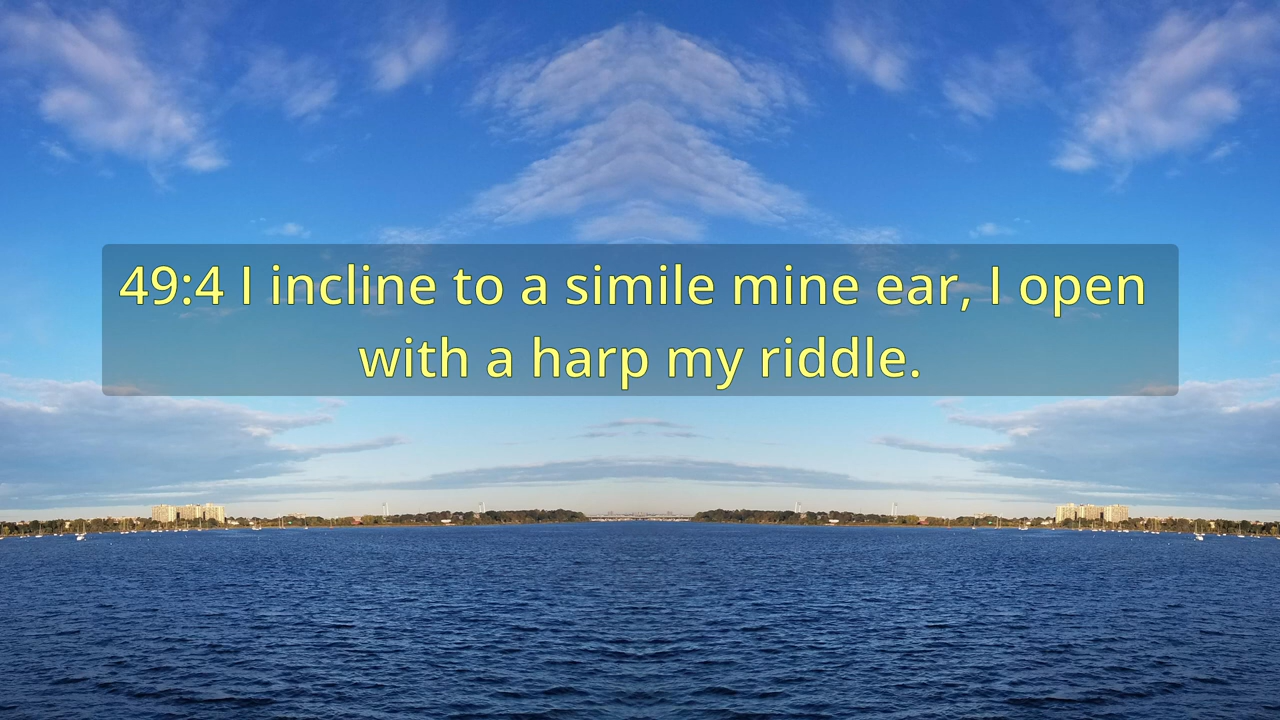 49:4 I incline to a simile mine ear, I open
with a harp my riddle.